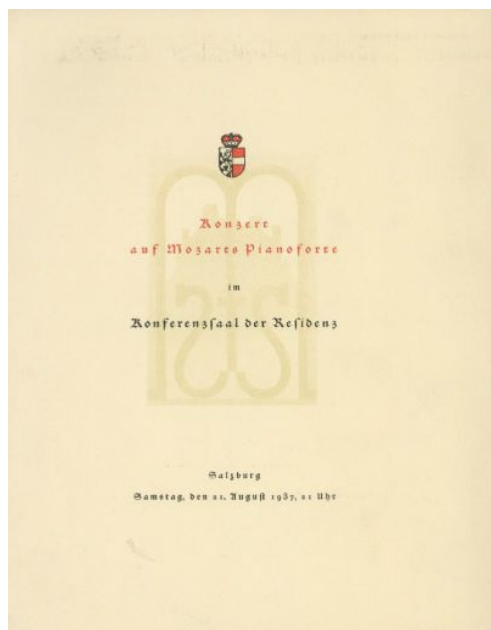 Konzert
auf Mozarts Pianoforte
im
Konferenzsaal der Residenz
Salzburg
Samstag, den 21. August 1937, 21 Uhr